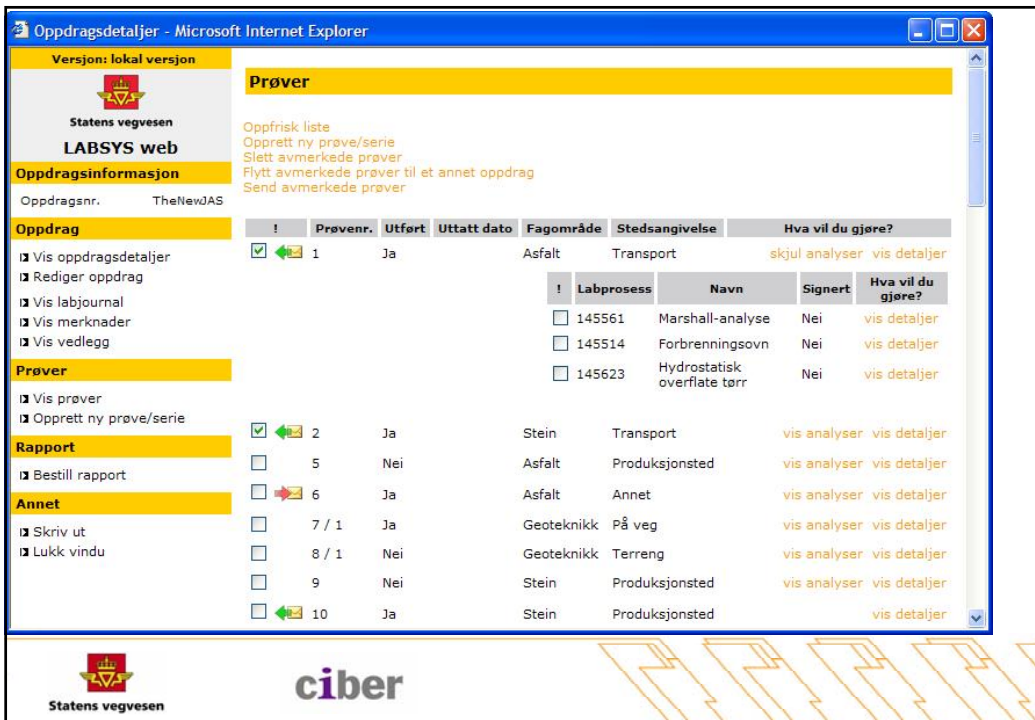 Oppdragsdetaljer - Microsoft Internet Explorer
Versjon: lokal versjon
Statens vegvesen
LABSYS web
Oppdragsinformasjon
Oppdragsnr. TheNewJAS
Oppdrag
Vis oppdragsdetaljer
Rediger oppdrag
Vis labjournal
Vis merknader
Vis vedlegg
Prøver
Vis prøver
Opprett ny prøve/serie
Rapport
Bestill rapport
Annet
Skriv ut
Lukk vindu
Prøver
Oppfrisk liste
Opprett ny prøve/serie
Slett avmerkede prøver
Flytt avmerkede prøver til et annet oppdrag
Send avmerkede prøver
! Prøvenr. Utført Uttatt dato Fagområde Stedsangivelse Hva vil du gjøre?
1 Ja Asfalt Transport skjul analyser vis detaljer
! Labprosess Navn Signert Hva vil du
gjøre?
145561 Marshall-analyse Nei vis detaljer
145514 Forbrenningsovn Nei vis detaljer
145623 Hydrostatisk
overflate tørr Nei vis detaljer
2 Ja Stein Transport vis analyser vis detaljer
5 Nei Asfalt Produksjonsted vis analyser vis detaljer
6 Ja Asfalt Annet vis analyser vis detaljer
7 / 1 Ja Geoteknikk På veg vis analyser vis detaljer
8 / 1 Nei Geoteknikk Terreng vis analyser vis detaljer
9 Nei Stein Produksjonsted vis analyser vis detaljer
10 Ja Stein Produksjonsted vis detaljer
Statens vegvesen
ciber